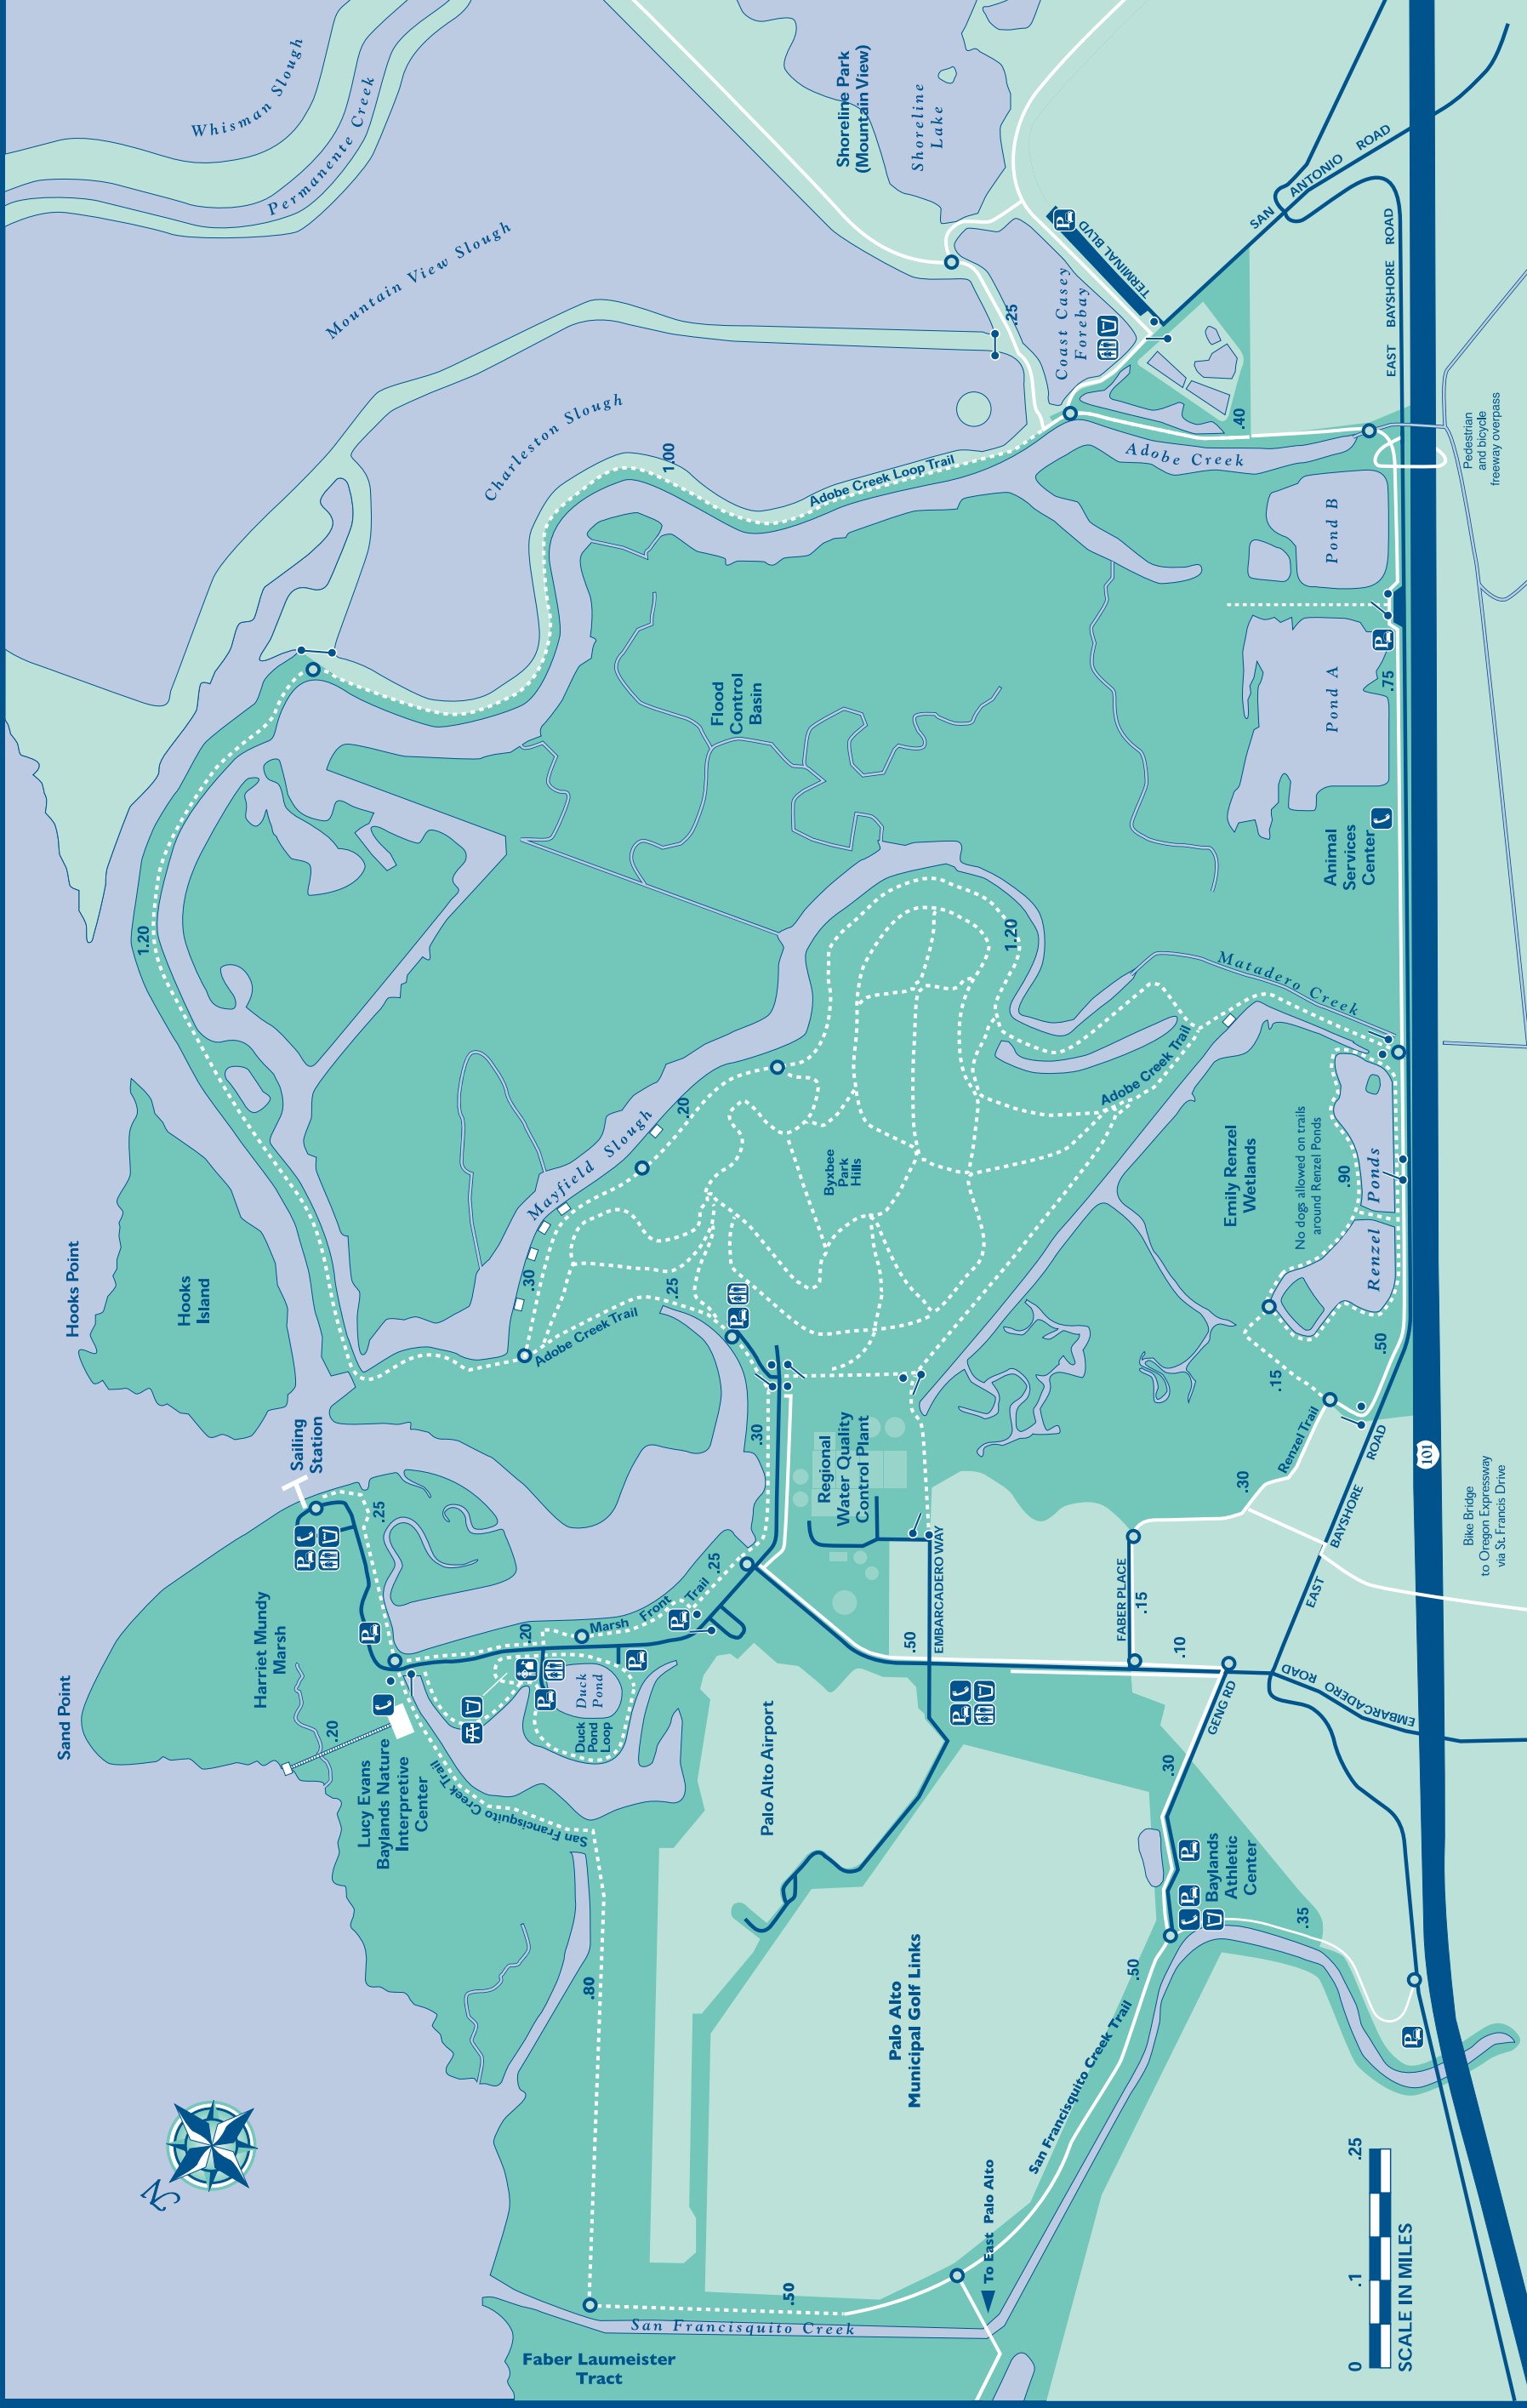 Whisman Slough
Permanente Creek
Mountain View Slough
Charleston Slough
Shoreline Park
(Mountain View)
Shoreline
Lake
Coast Casey
Forebay
TERMINAL BLVD
SAN ANTONIO ROAD
EAST BAYSHORE ROAD
.25
1.00
.40
Adobe Creek Loop Trail
Adobe Creek
Pedestrian
and bicycle
freeway overpass
Pond B
Pond A
.75
Flood
Control
Basin
Animal
Services
Center
1.20
1.20
Matadero Creek
Adobe Creek Trail
Hooks Point
Hooks
Island
Mayfield Slough
.20
.30
.25
Adobe Creek Trail
Byxbee
Park
Hills
Emily Renzel
Wetlands
No dogs allowed on trails
around Renzel Ponds
.90
Renzel Ponds
.50
.15
Sailing
Station
.25
.30
Regional
Water Quality
Control Plant
Renzel Trail
.30
EAST BAYSHORE ROAD
101
Bike Bridge
to Oregon Expressway
via St. Francis Drive
Harriet Mundy
Marsh
Sand Point
.20
Marsh Front Trail
.25
.20
Duck
Pond
Duck
Pond
Loop
Lucy Evans
Baylands Nature
Interpretive
Center
San Francisquito Creek Trail
EMBARCADERO WAY
.50
FABER PLACE
.15
.10
GENG RD
EMBARCADERO ROAD
Palo Alto Airport
.30
Baylands
Athletic
Center
.35
.80
Palo Alto
Municipal Golf Links
.50
San Francisquito Creek Trail
To East Palo Alto
.50
San Francisquito Creek
Faber Laumeister
Tract
N
0 .1 .25
SCALE IN MILES
P
P
P
P
P
P
P
P
P
P
P
P